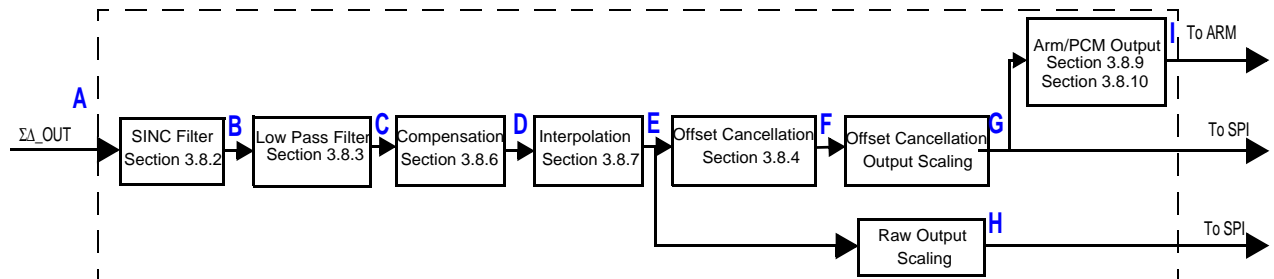 A
ΣΔ_OUT
SINC Filter
Section 3.8.2
B
Low Pass Filter
Section 3.8.3
C
Compensation
Section 3.8.6
D
Interpolation
Section 3.8.7
E
Offset Cancellation
Section 3.8.4
F
Offset Cancellation
Output Scaling
G
Arm/PCM Output
Section 3.8.9
Section 3.8.10
I
To ARM
To SPI
Raw Output
Scaling
H
To SPI